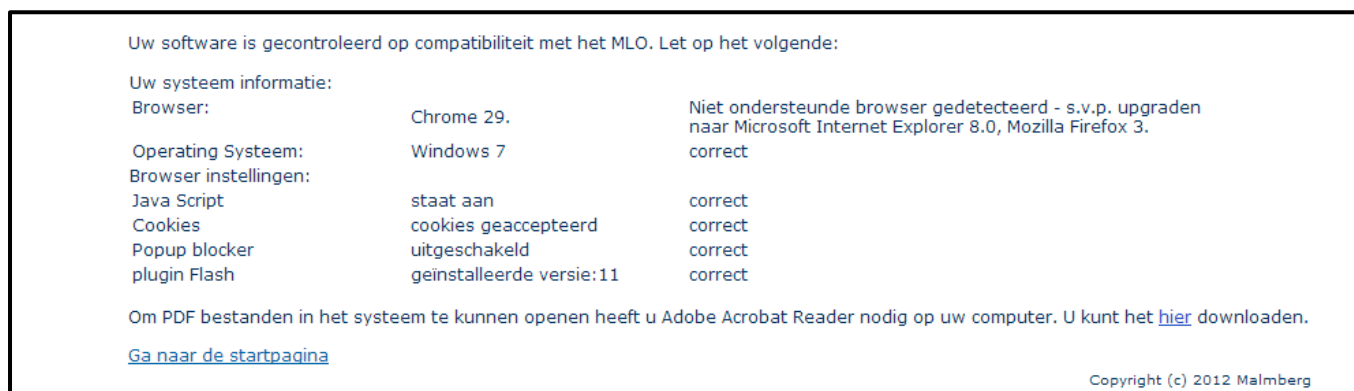 Uw software is gecontroleerd op compatibiliteit met het MLO. Let op het volgende:
Uw systeem informatie:
Browser: Chrome 29. Niet ondersteunde browser gedetecteerd - s.v.p. upgraden
naar Microsoft Internet Explorer 8.0, Mozilla Firefox 3.
Operating Systeem: Windows 7 correct
Browser instellingen:
Java Script staat aan correct
Cookies cookies geaccepteerd correct
Popup blocker uitgeschakeld correct
plugin Flash geïnstalleerde versie:11 correct
Om PDF bestanden in het systeem te kunnen openen heeft u Adobe Acrobat Reader nodig op uw computer. U kunt het hier downloaden.
Ga naar de startpagina
Copyright (c) 2012 Malmberg